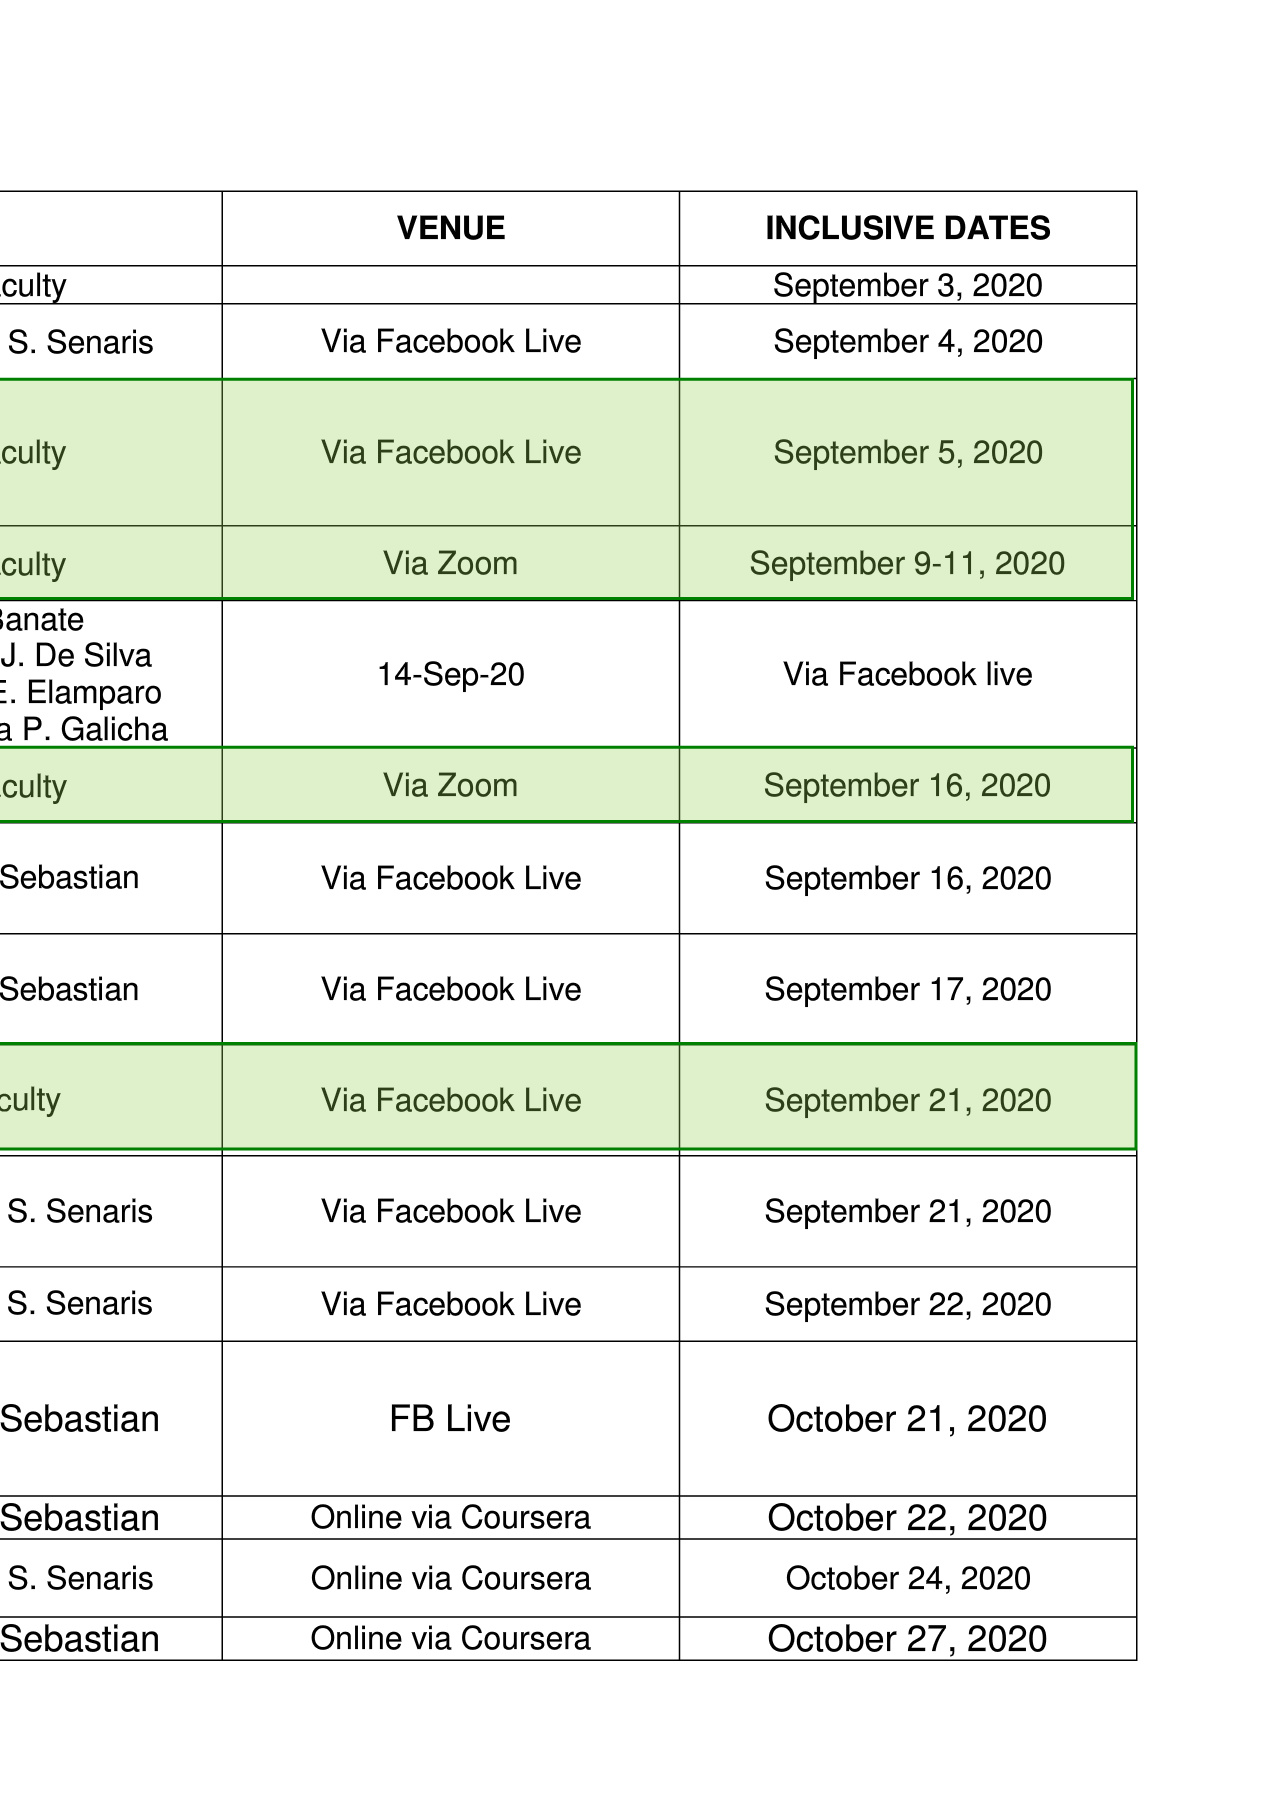 VENUE INCLUSIVE DATES
culty September 3, 2020
S. Senaris Via Facebook Live September 4, 2020
culty Via Facebook Live September 5, 2020
culty Via Zoom September 9-11, 2020
Banate
J. De Silva
E. Elamparo
a P. Galicha
14-Sep-20 Via Facebook live
culty Via Zoom September 16, 2020
Sebastian Via Facebook Live September 16, 2020
Sebastian Via Facebook Live September 17, 2020
culty Via Facebook Live September 21, 2020
S. Senaris Via Facebook Live September 21, 2020
S. Senaris Via Facebook Live September 22, 2020
Sebastian FB Live October 21, 2020
Sebastian Online via Coursera October 22, 2020
S. Senaris Online via Coursera October 24, 2020
Sebastian Online via Coursera October 27, 2020